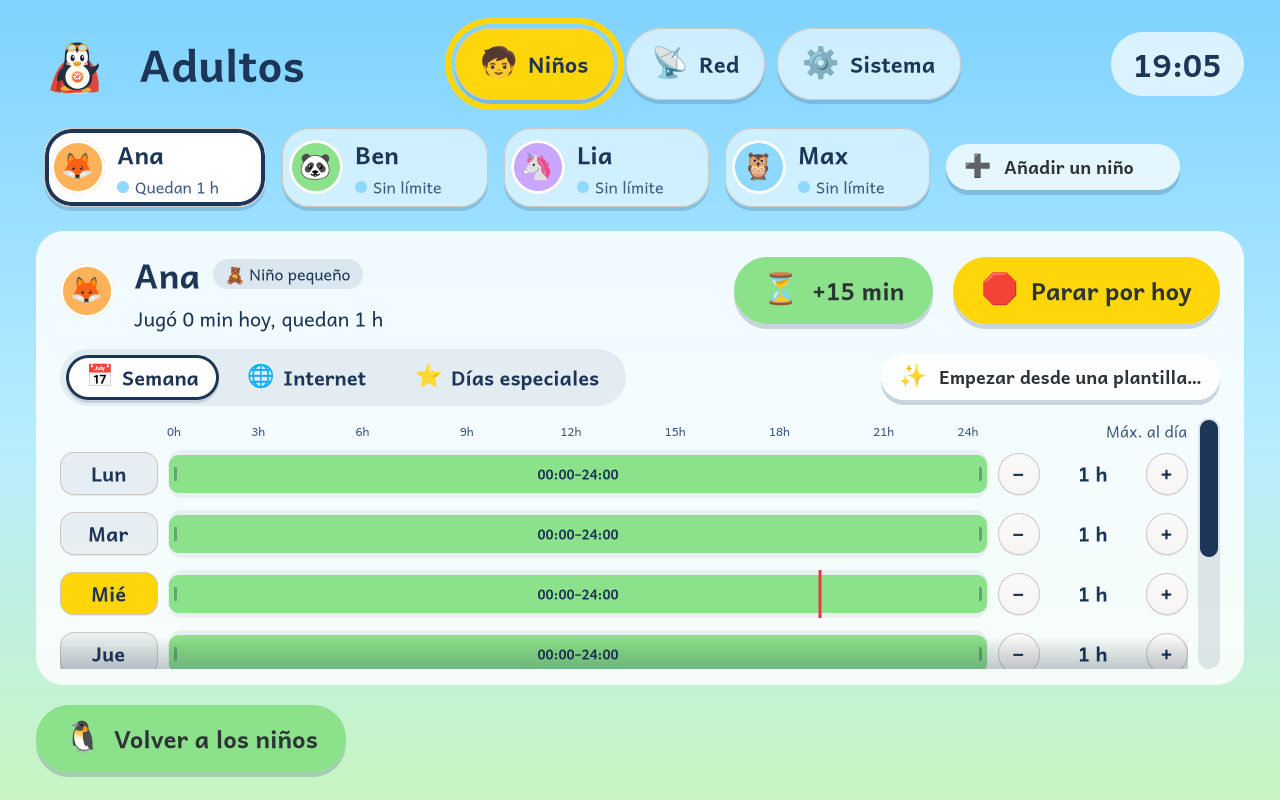 Adultos
Niños
Red
Sistema
19:05
Ana
Quedan 1 h
Ben
Sin límite
Lia
Sin límite
Max
Sin límite
Añadir un niño
Ana
Niño pequeño
Jugó 0 min hoy, quedan 1 h
+15 min
Parar por hoy
Semana
Internet
Días especiales
Empezar desde una plantilla...
0h 3h 6h 9h 12h 15h 18h 21h 24h Máx. al día
Lun 00:00–24:00 − 1 h +
Mar 00:00–24:00 − 1 h +
Mié 00:00–24:00 − 1 h +
Jue 00:00–24:00 − 1 h +
Volver a los niños